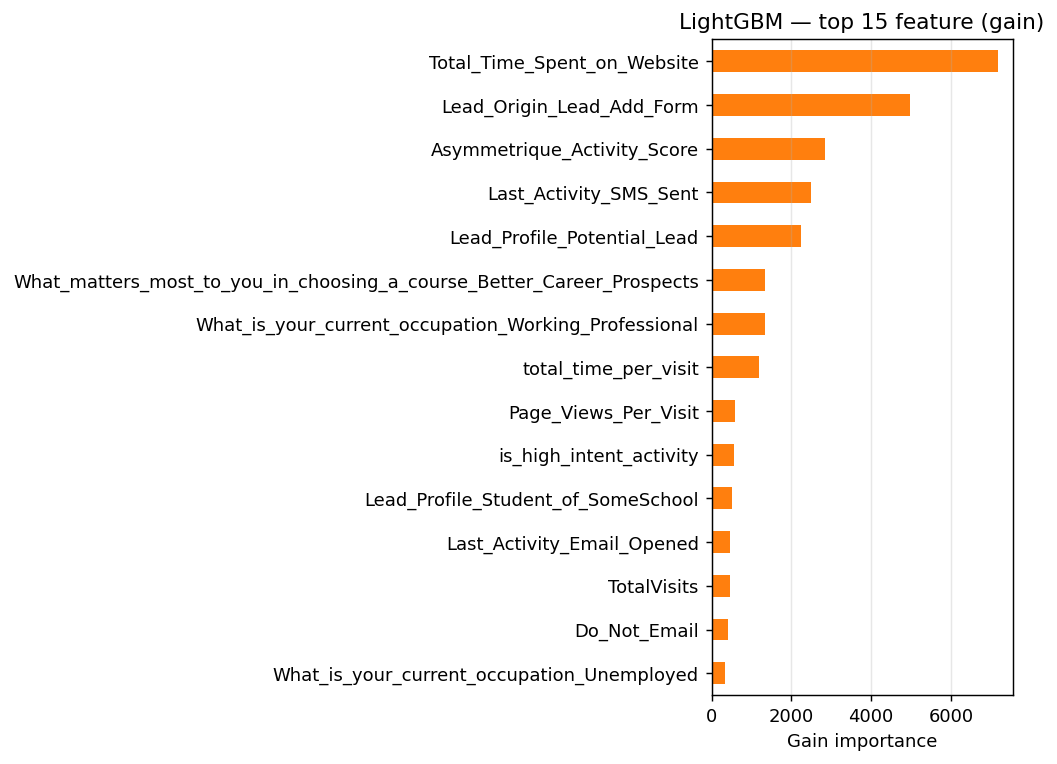 LightGBM — top 15 feature (gain)
Total_Time_Spent_on_Website
Lead_Origin_Lead_Add_Form
Asymmetrique_Activity_Score
Last_Activity_SMS_Sent
Lead_Profile_Potential_Lead
What_matters_most_to_you_in_choosing_a_course_Better_Career_Prospects
What_is_your_current_occupation_Working_Professional
total_time_per_visit
Page_Views_Per_Visit
is_high_intent_activity
Lead_Profile_Student_of_SomeSchool
Last_Activity_Email_Opened
TotalVisits
Do_Not_Email
What_is_your_current_occupation_Unemployed
0 2000 4000 6000
Gain importance